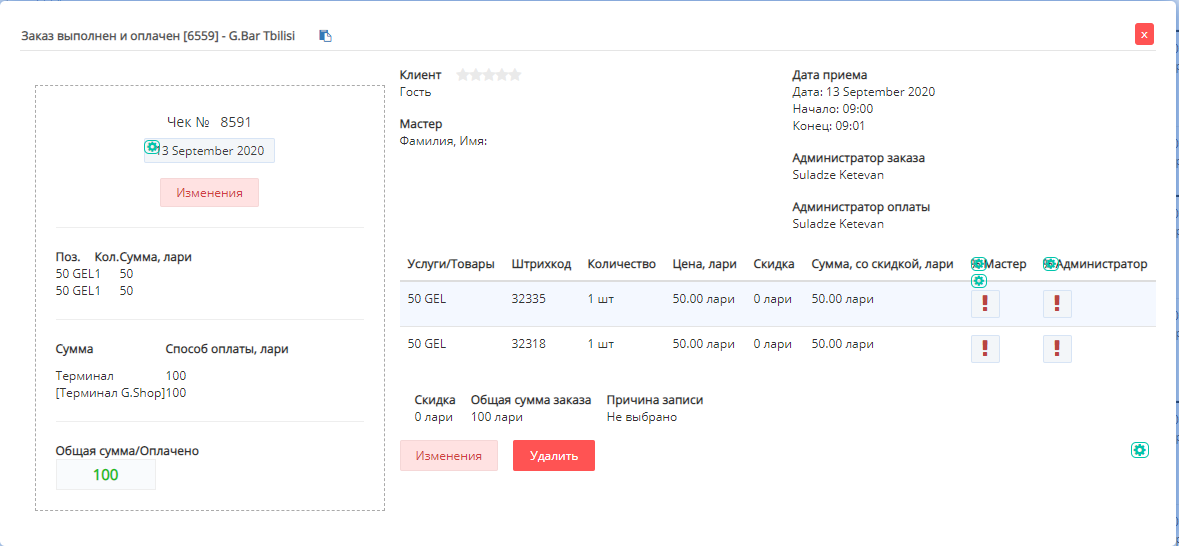 Заказ выполнен и оплачен [6559] - G.Bar Tbilisi
x
Чек № 8591
13 September 2020
Изменения
Поз. Кол.Сумма, лари
50 GEL1 50
50 GEL1 50
Сумма Способ оплаты, лари
Терминал 100
[Терминал G.Shop]100
Общая сумма/Оплачено
100
Клиент
Гость
Мастер
Фамилия, Имя:
Дата приема
Дата: 13 September 2020
Начало: 09:00
Конец: 09:01
Администратор заказа
Suladze Ketevan
Администратор оплаты
Suladze Ketevan
Услуги/Товары Штрихкод Количество Цена, лари Скидка Сумма, со скидкой, лари Мастер Администратор
50 GEL 32335 1 шт 50.00 лари 0 лари 50.00 лари ! !
50 GEL 32318 1 шт 50.00 лари 0 лари 50.00 лари ! !
Скидка Общая сумма заказа Причина записи
0 лари 100 лари Не выбрано
Изменения Удалить